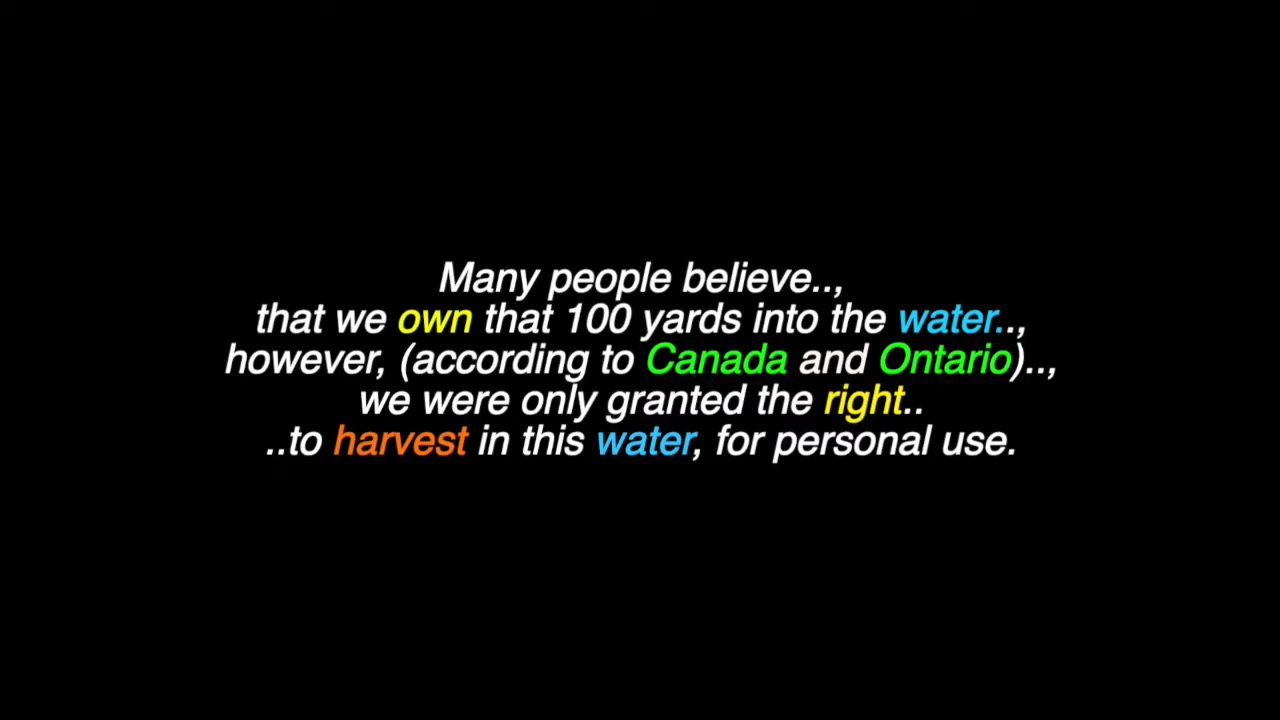 Many people believe..,
that we own that 100 yards into the water..,
however, (according to Canada and Ontario)..,
we were only granted the right..
..to harvest in this water, for personal use.